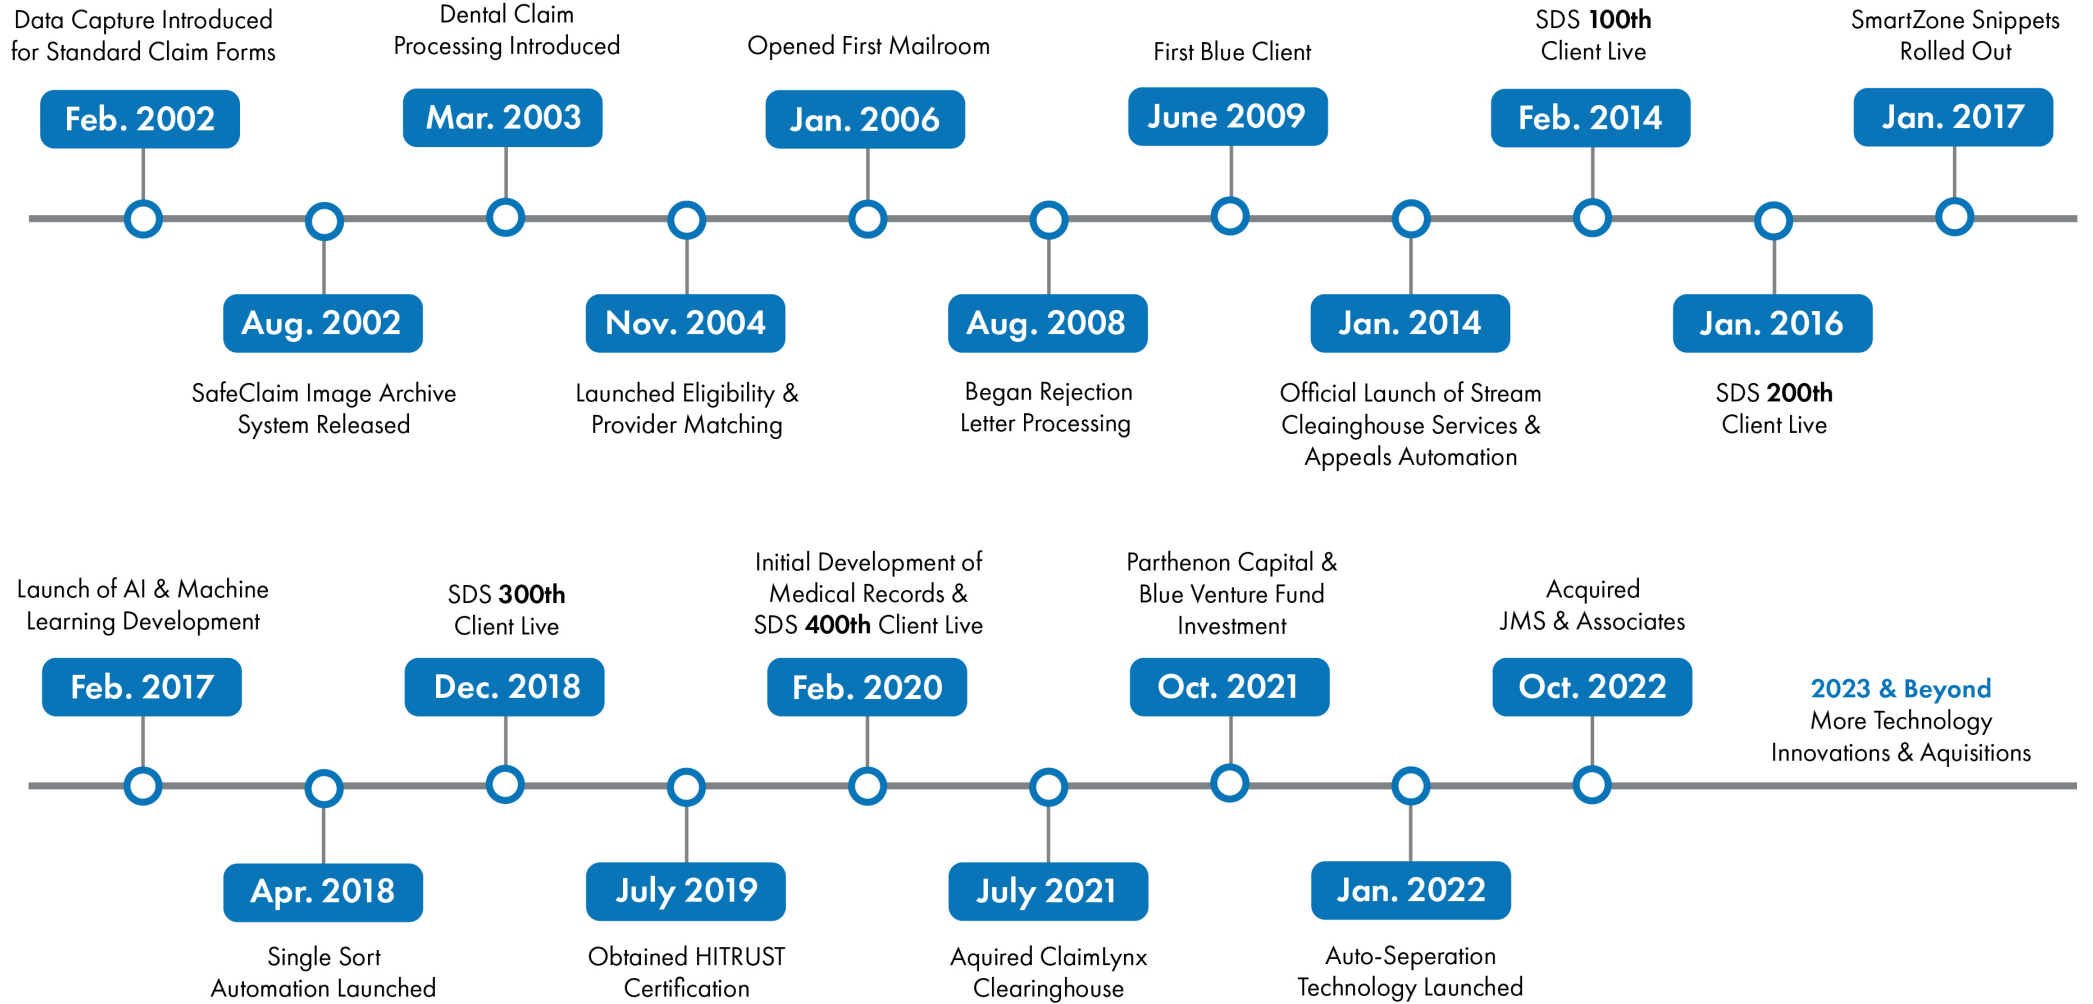 Data Capture Introduced
for Standard Claim Forms
Feb. 2002
Aug. 2002
SafeClaim Image Archive
System Released
Dental Claim
Processing Introduced
Mar. 2003
Nov. 2004
Launched Eligibility &
Provider Matching
Opened First Mailroom
Jan. 2006
Aug. 2008
Began Rejection
Letter Processing
First Blue Client
June 2009
Jan. 2014
Official Launch of Stream
Cleainghouse Services &
Appeals Automation
SDS 100th
Client Live
Feb. 2014
Jan. 2016
SDS 200th
Client Live
SmartZone Snippets
Rolled Out
Jan. 2017
Launch of AI & Machine
Learning Development
Feb. 2017
Apr. 2018
Single Sort
Automation Launched
SDS 300th
Client Live
Dec. 2018
July 2019
Obtained HITRUST
Certification
Initial Development of
Medical Records &
SDS 400th Client Live
Feb. 2020
July 2021
Aquired ClaimLynx
Clearinghouse
Parthenon Capital &
Blue Venture Fund
Investment
Oct. 2021
Jan. 2022
Auto-Seperation
Technology Launched
Acquired
JMS & Associates
Oct. 2022
2023 & Beyond
More Technology
Innovations & Aquisitions